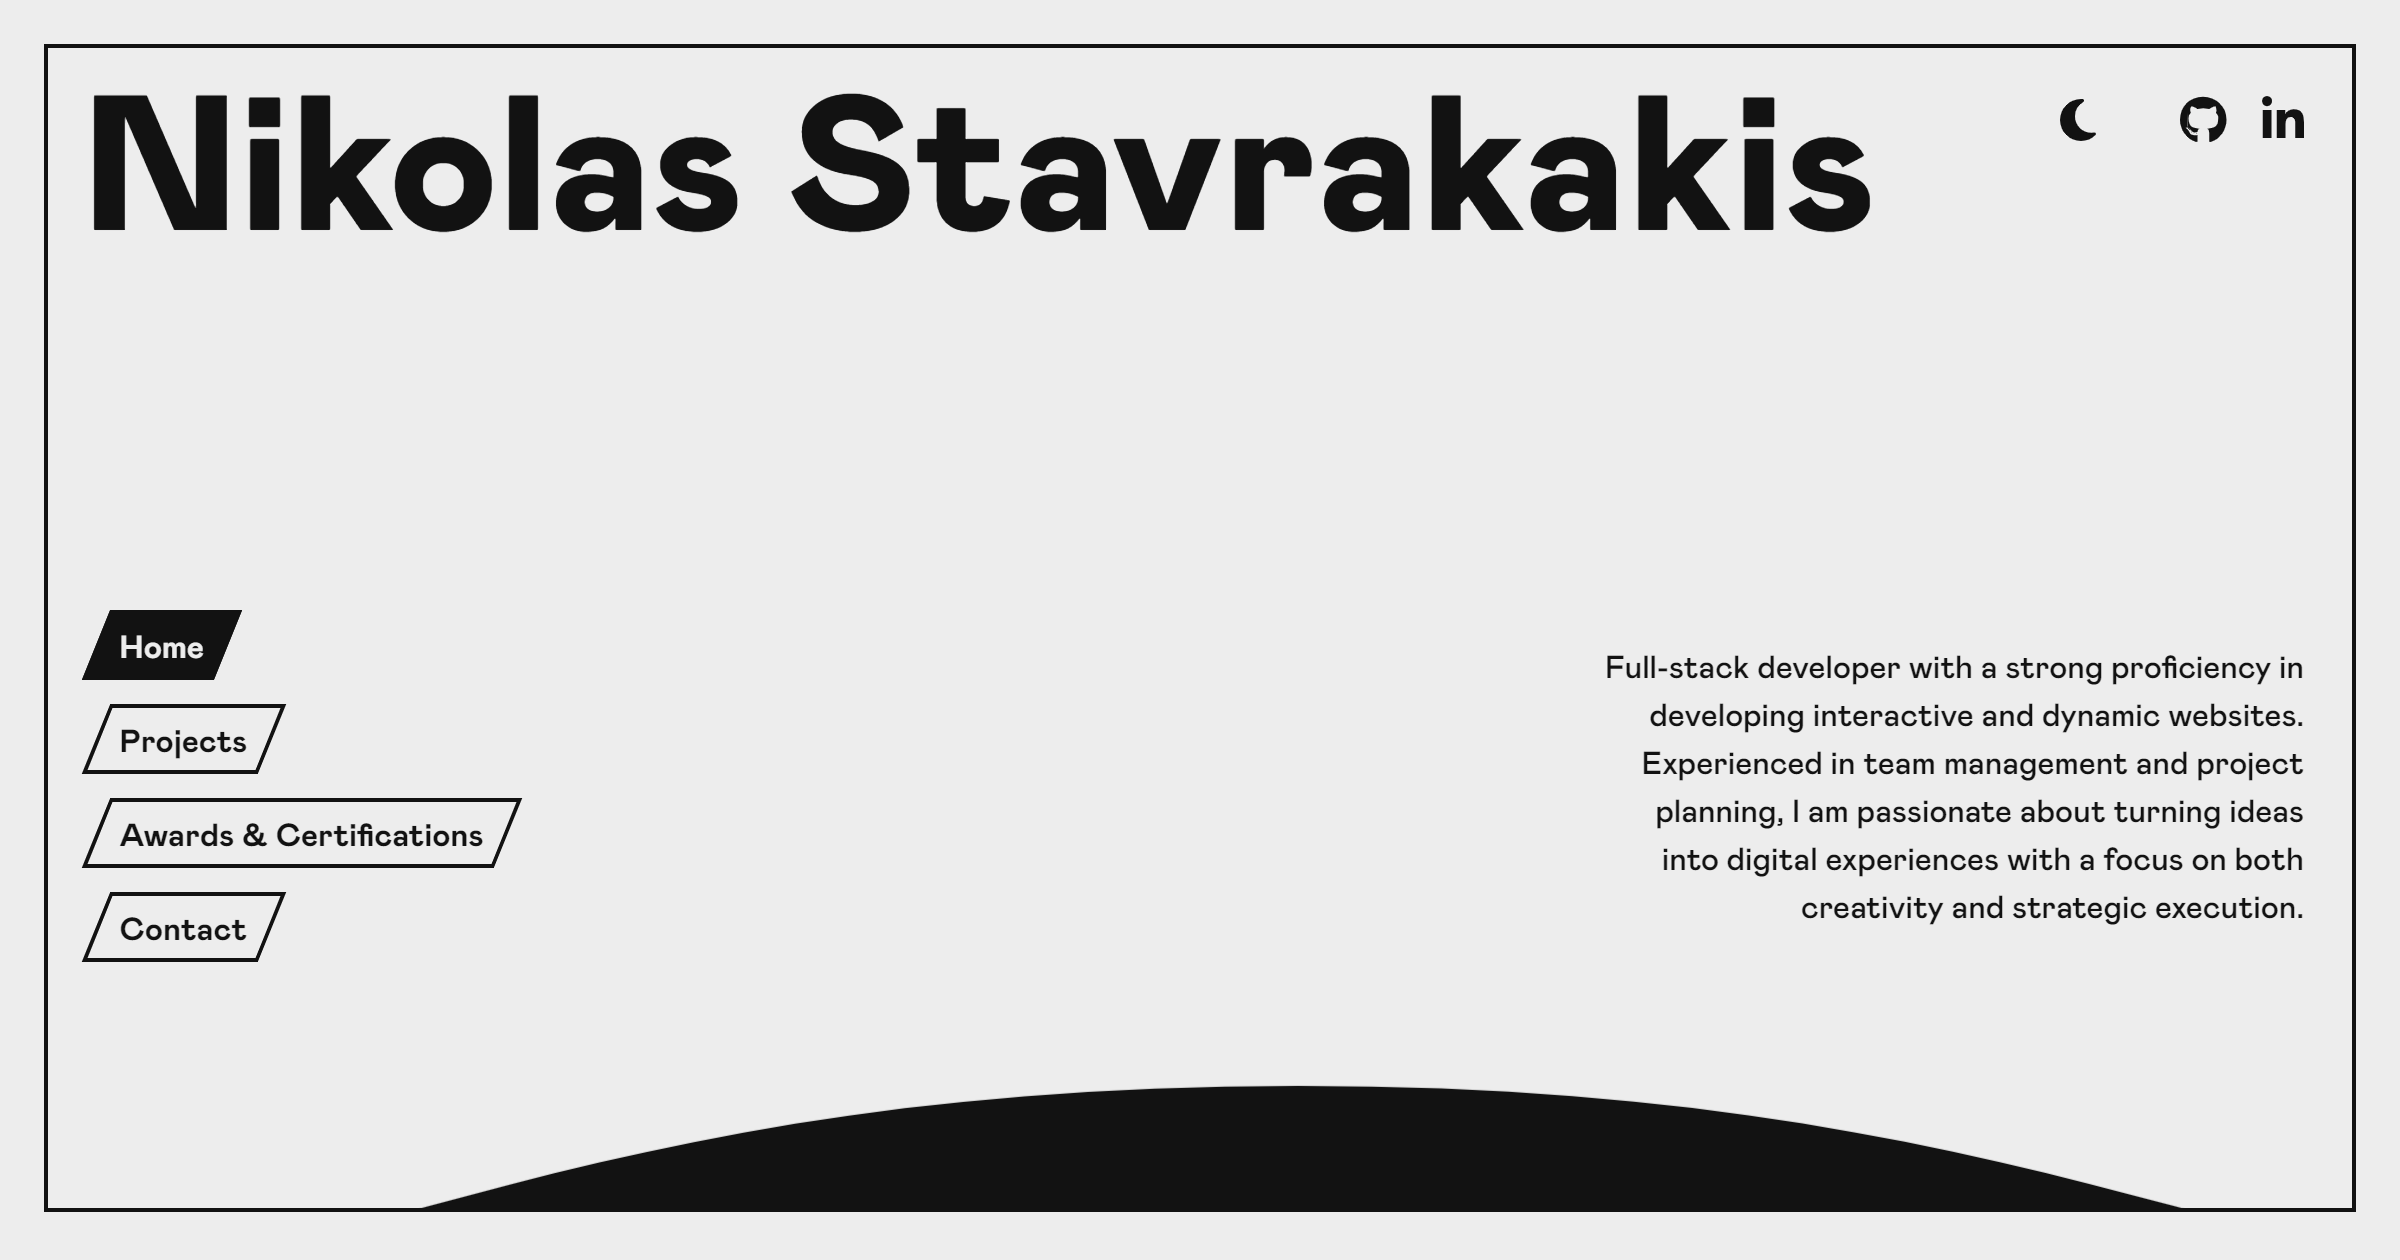 Nikolas Stavrakakis
in
Home
Projects
Awards & Certifications
Contact
Full-stack developer with a strong proficiency in
developing interactive and dynamic websites.
Experienced in team management and project
planning, I am passionate about turning ideas
into digital experiences with a focus on both
creativity and strategic execution.